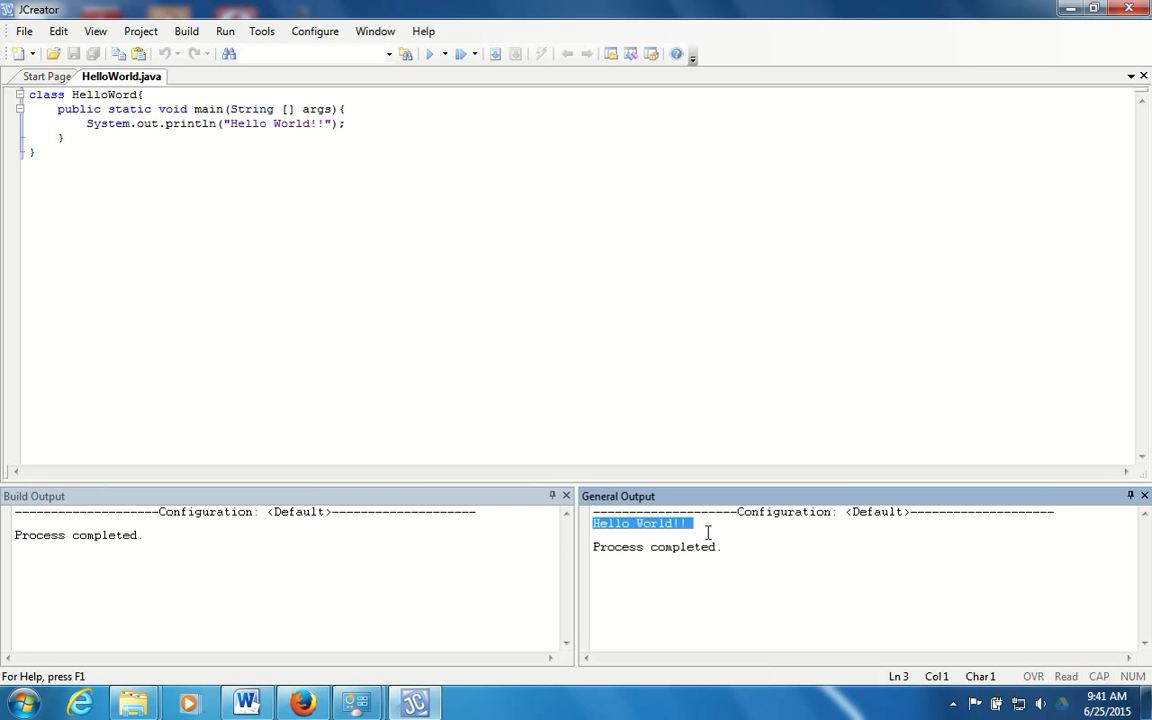 JCreator
File Edit View Project Build Run Tools Configure Window Help
Start Page HelloWorld.java
class HelloWord{
public static void main(String [] args){
System.out.println("Hello World!!");
}
}
Build Output
--------------------Configuration: <Default>--------------------
Process completed.
General Output
--------------------Configuration: <Default>--------------------
Hello World!!
Process completed.
For Help, press F1
Ln 3 Col 1 Char 1 OVR Read CAP NUM
9:41 AM
6/25/2015